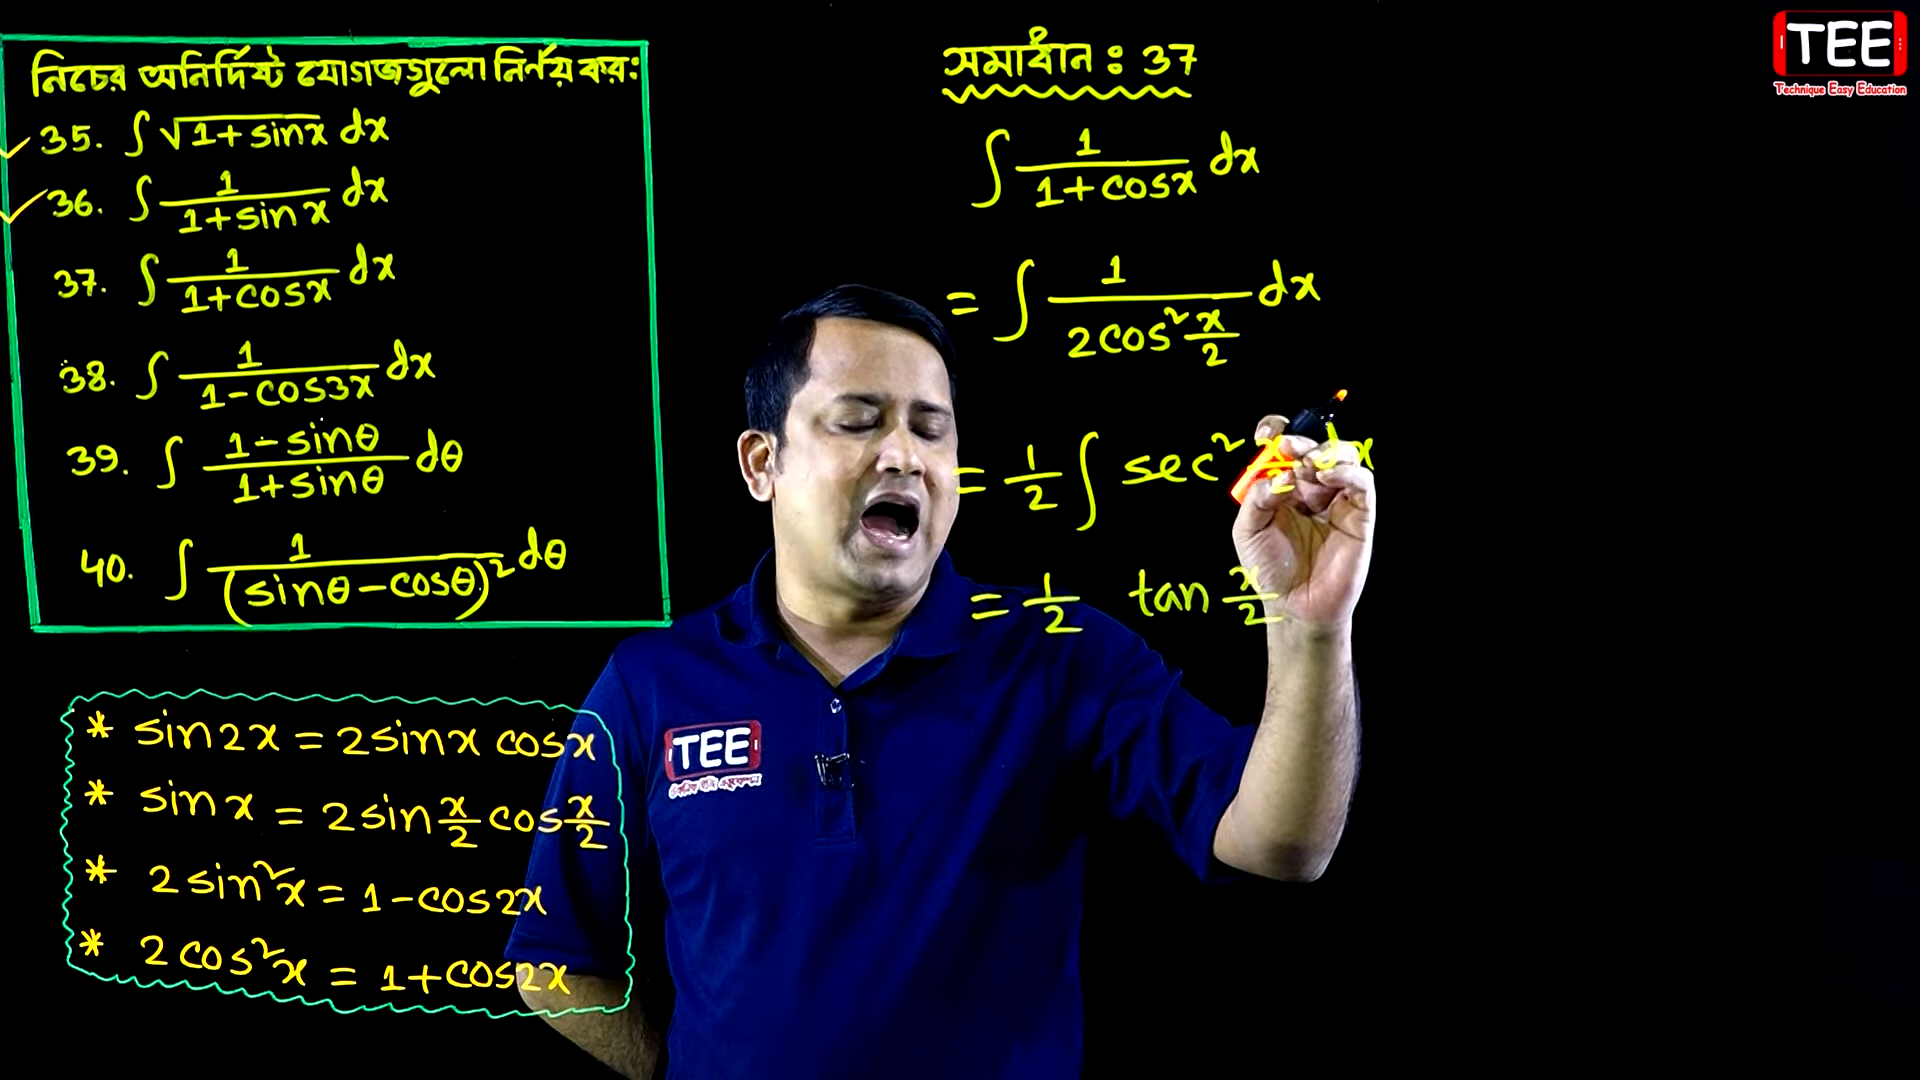 নিচের অনির্দিষ্ট যোগজগুলো নির্ণয় কর:
35. ∫ √1+sinx dx
36. ∫ 1/(1+sinx) dx
37. ∫ 1/(1+cosx) dx
38. ∫ 1/(1-cos3x) dx
39. ∫ (1-sinθ)/(1+sinθ) dθ
40. ∫ 1/(sinθ-cosθ)² dθ
* sin2x = 2sinx cosx
* sinx = 2sin x/2 cos x/2
* 2sin²x = 1-cos2x
* 2cos²x = 1+cos2x
সমাধান : 37
∫ 1/(1+cosx) dx
= ∫ 1/(2cos² x/2) dx
= 1/2 ∫ sec² x/2 dx
= 1/2 tan x/2
TEE
Technique Easy Education
TEE